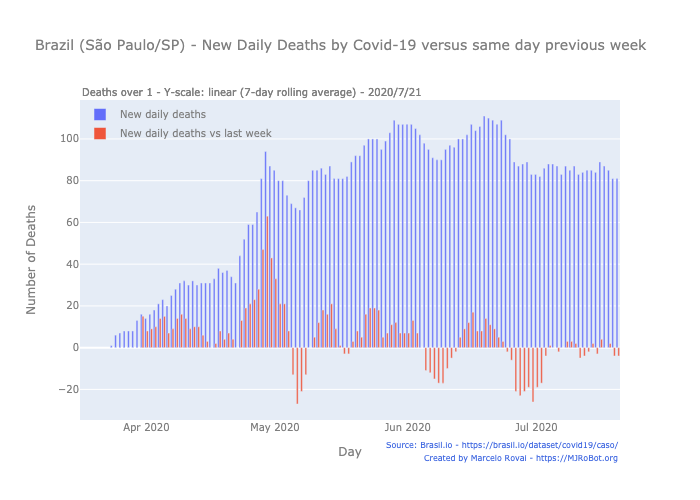 Brazil (São Paulo/SP) - New Daily Deaths by Covid-19 versus same day previous week
Deaths over 1 - Y-scale: linear (7-day rolling average) - 2020/7/21
New daily deaths
New daily deaths vs last week
100
80
60
40
20
0
−20
Number of Deaths
Apr 2020
May 2020
Jun 2020
Jul 2020
Day
Source: Brasil.io - https://brasil.io/dataset/covid19/caso/
Created by Marcelo Rovai - https://MJRoBot.org